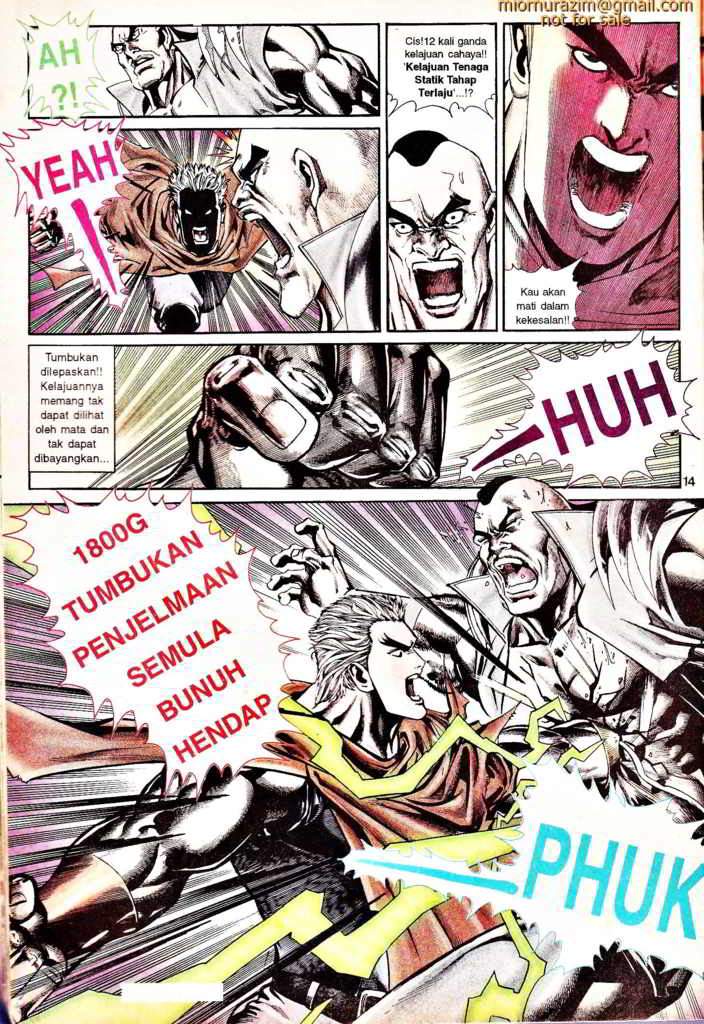 miomurazim@gmail.com
not for sale
AH
?!
Cis!12 kali ganda
kelajuan cahaya!!
'Kelajuan Tenaga
Statik Tahap
Terlaju'...!?
YEAH
!
Kau akan
mati dalam
kekesalan!!
Tumbukan
dilepaskan!!
Kelajuannya
memang tak
dapat dilihat
oleh mata dan
tak dapat
dibayangkan...
HUH
14
1800G
TUMBUKAN
PENJELMAAN
SEMULA
BUNUH
HENDAP
PHUK